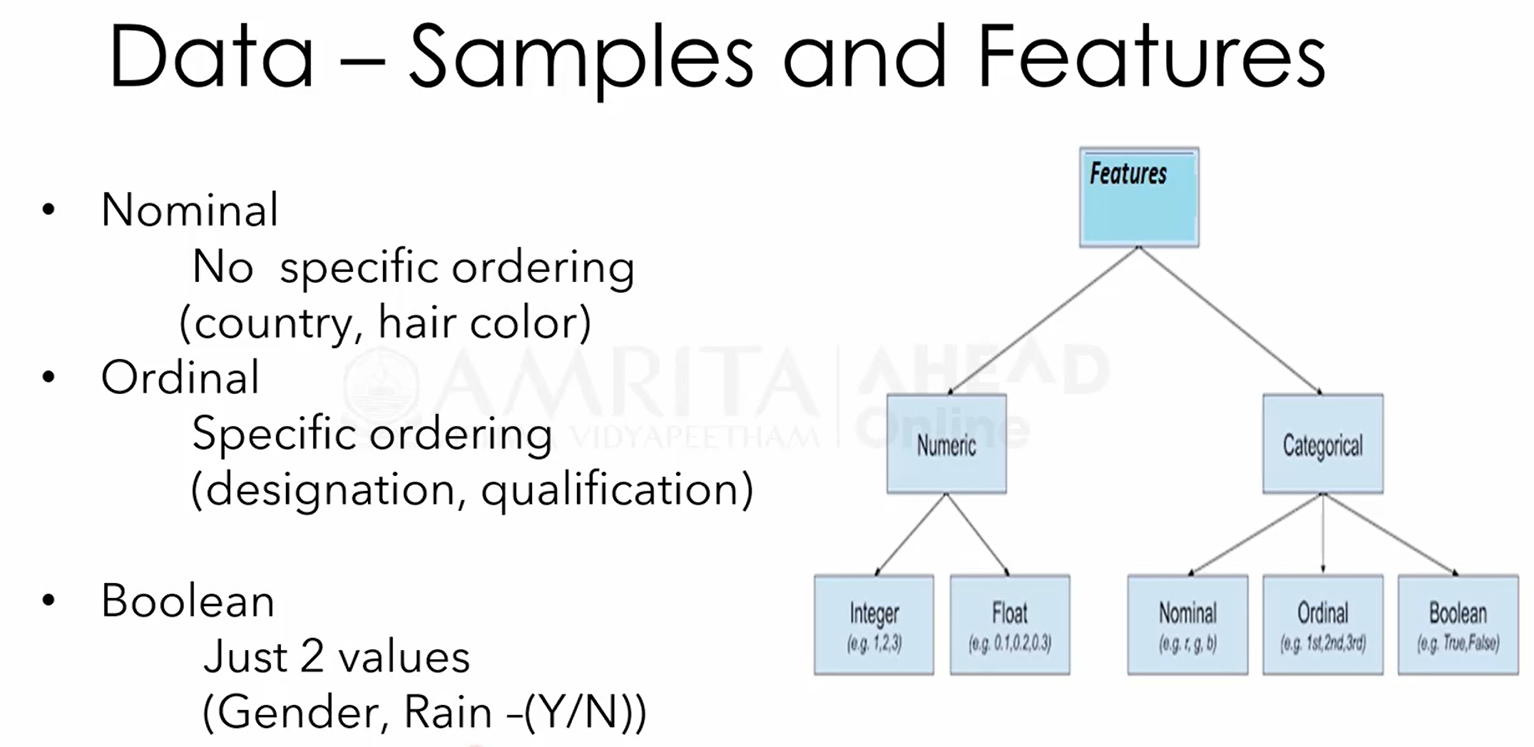 Data – Samples and Features
• Nominal
No specific ordering
(country, hair color)
• Ordinal
Specific ordering
(designation, qualification)
• Boolean
Just 2 values
(Gender, Rain –(Y/N))
Features
Numeric
Categorical
Integer
(e.g. 1,2,3)
Float
(e.g. 0.1,0.2,0.3)
Nominal
(e.g. r, g, b)
Ordinal
(e.g. 1st,2nd,3rd)
Boolean
(e.g. True,False)
AMRITA
VIDYAPEETHAM
AHEAD
Online